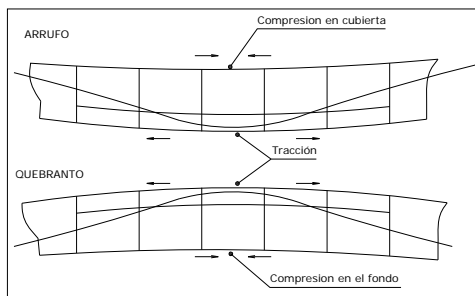 Compresion en cubierta
ARRUFO
Tracción
QUEBRANTO
Compresion en el fondo